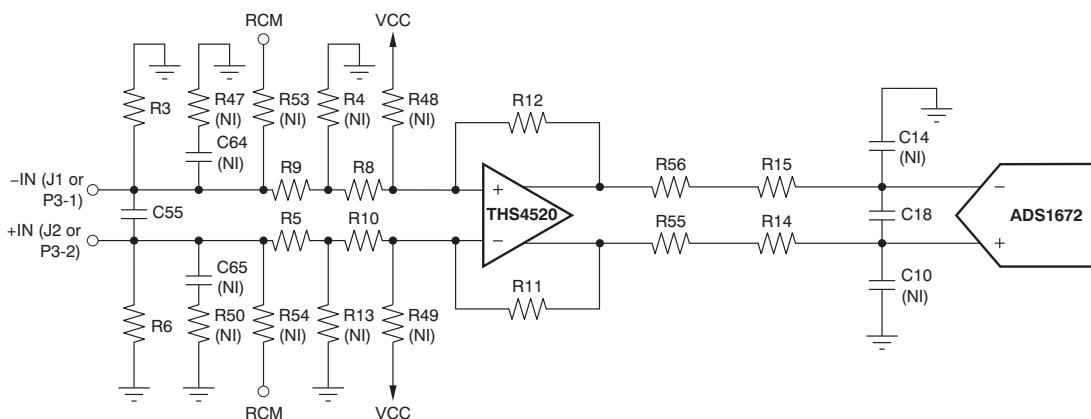 RCM
VCC
R3
R47
(NI)
R53
(NI)
R4
(NI)
R48
(NI)
C64
(NI)
R12
R9
R8
–IN (J1 or
P3-1)
C55
+IN (J2 or
P3-2)
R5
R10
+
THS4520
–
R56
R15
R55
R14
C14
(NI)
C18
C10
(NI)
–
ADS1672
+
C65
(NI)
R11
R6
R50
(NI)
R54
(NI)
R13
(NI)
R49
(NI)
RCM
VCC